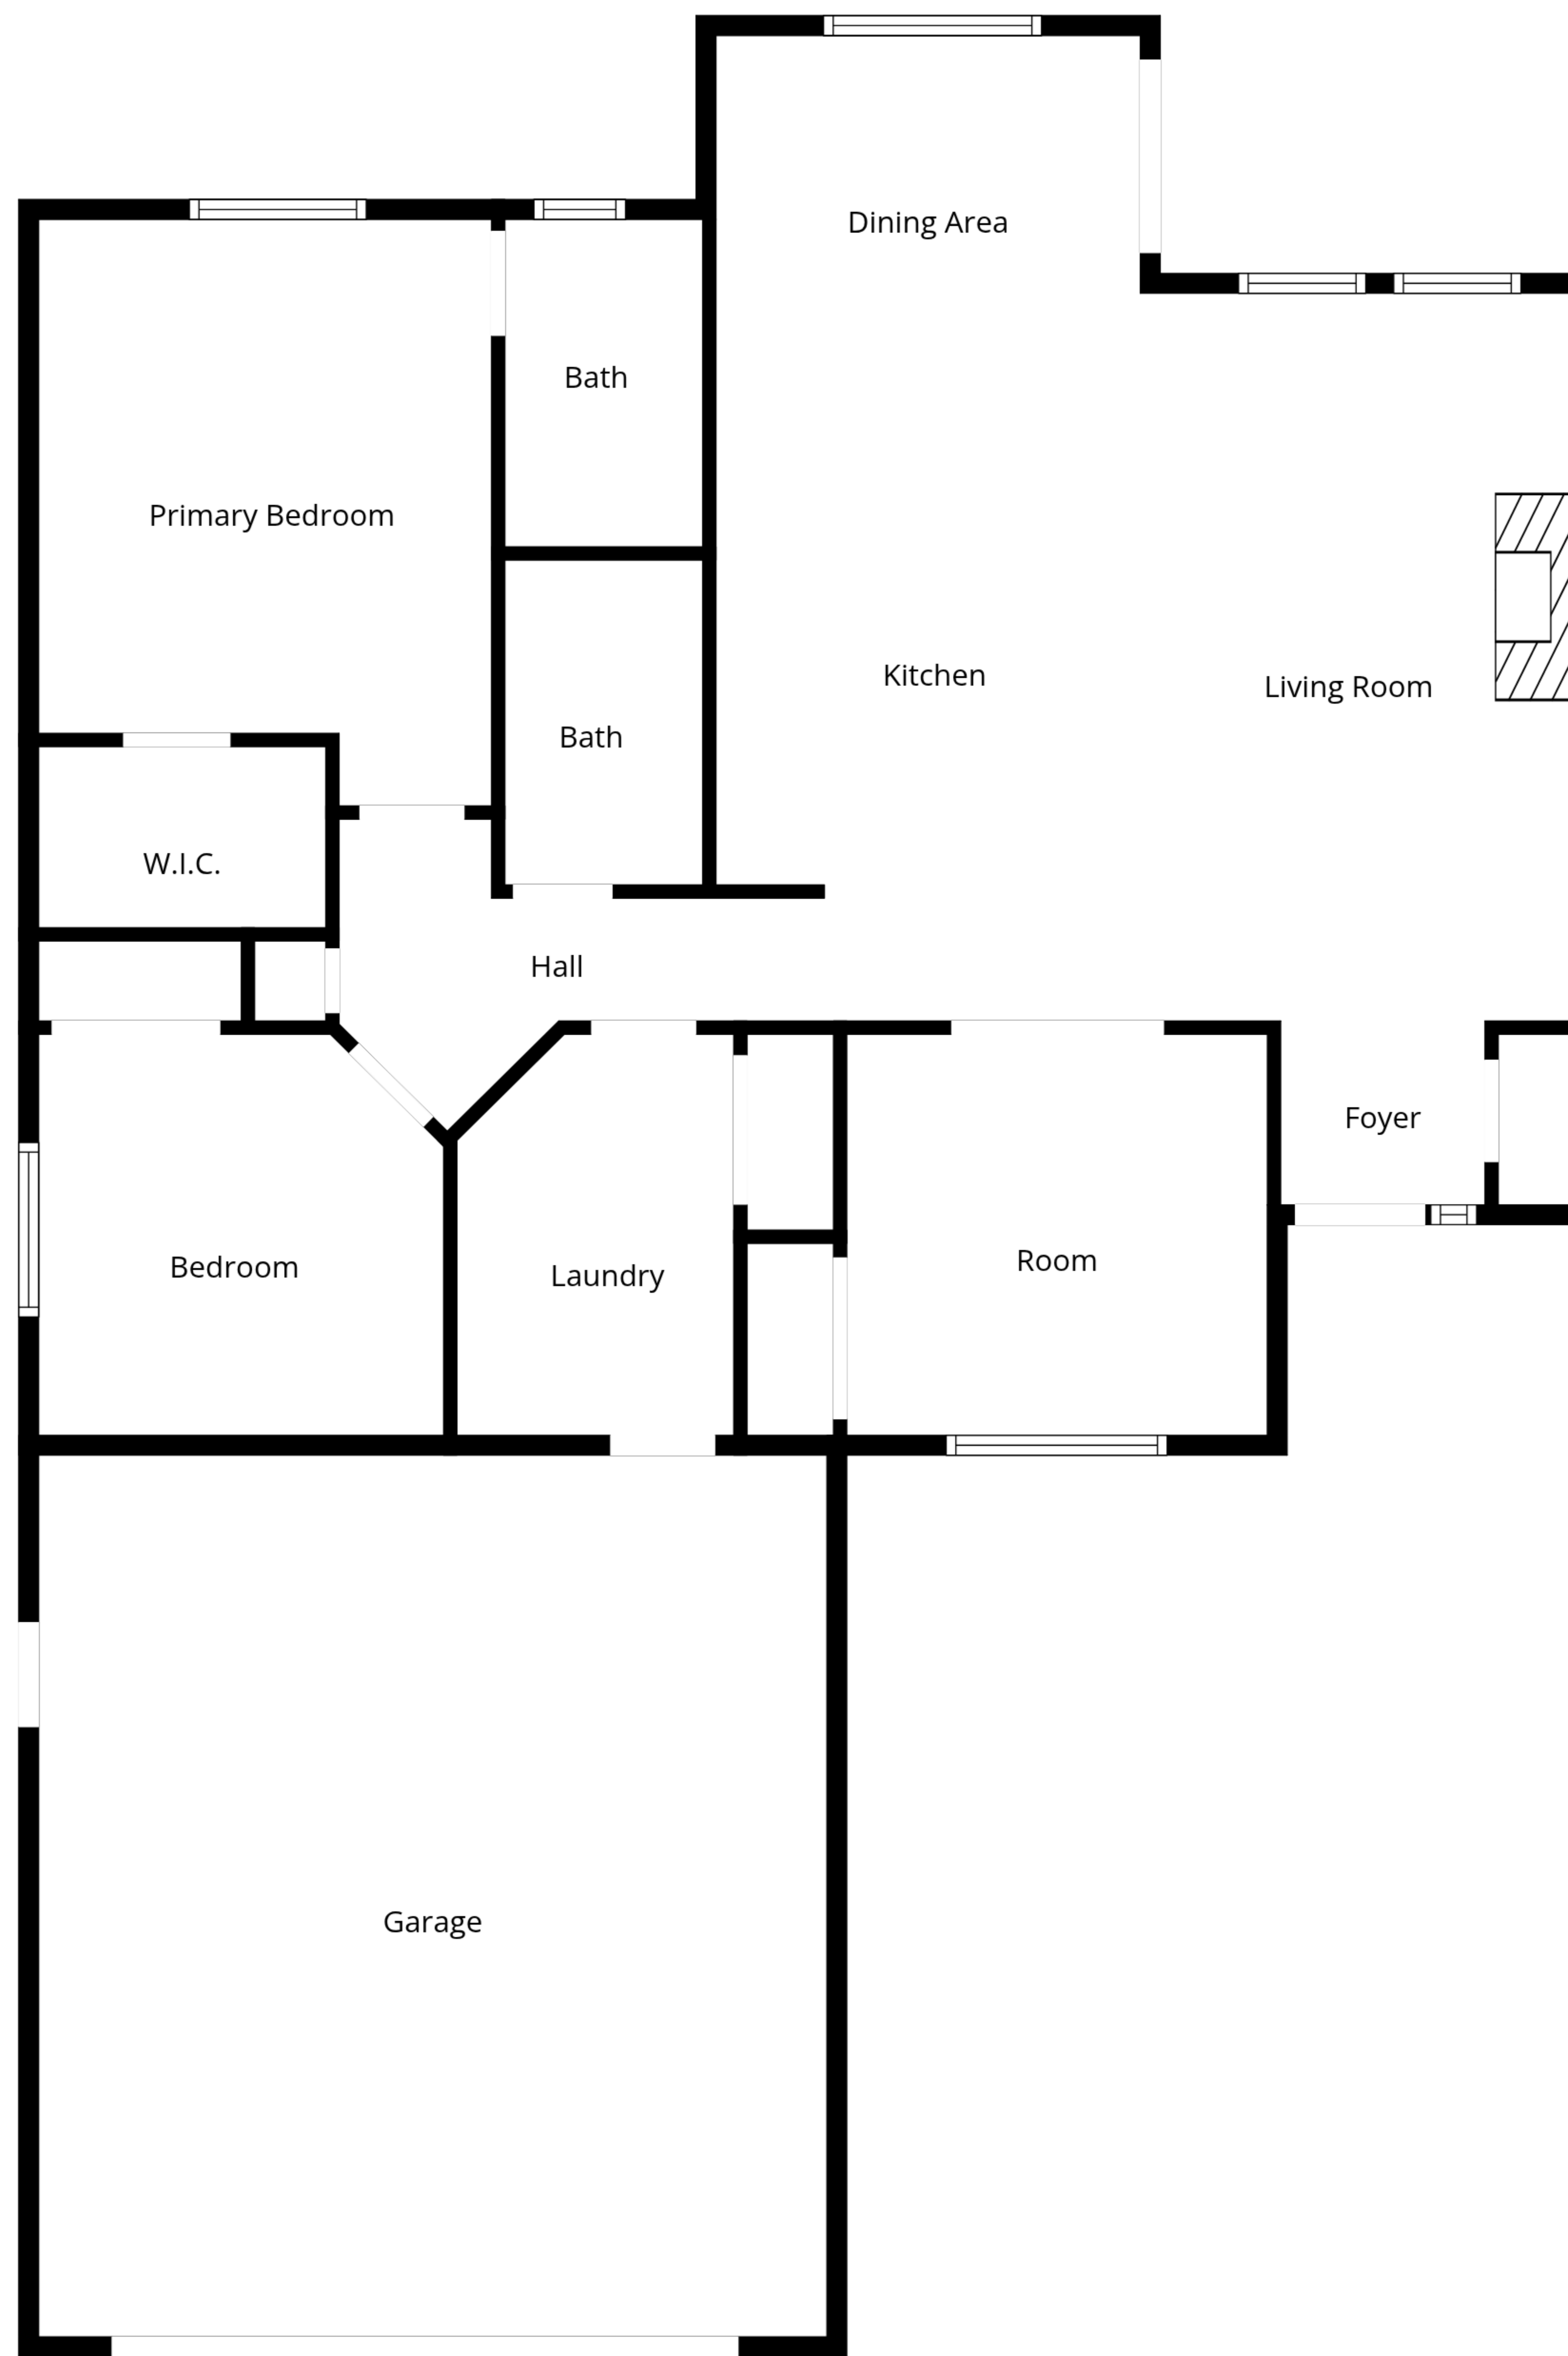 Dining Area
Bath
Primary Bedroom
Kitchen
Living Room
Bath
W.I.C.
Hall
Foyer
Room
Bedroom
Laundry
Garage